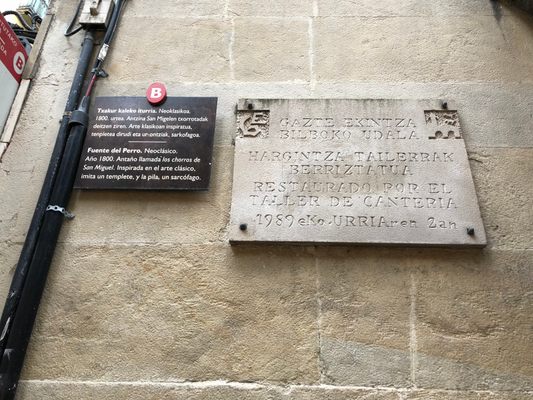 B
B
Txakur kaleko iturria. Neoklasikoa.
1800. urtea. Antzina San Migelen txorrotadak
deitzen ziren. Arte klasikoan inspiratua,
tenpletea dirudi eta ur-ontziak, sarkofagoa.
Fuente del Perro. Neoclásico.
Año 1800. Antaño llamada los chorros de
San Miguel. Inspirada en el arte clásico,
imita un templete, y la pila, un sarcófago.
GAZTE EKINTZA
BILBOKO UDALA
HARGINTZA TAILERRAK
BERRIZTATUA
RESTAURADO POR EL
TALLER DE CANTERIA
1989 eKo. URRIAren 2an